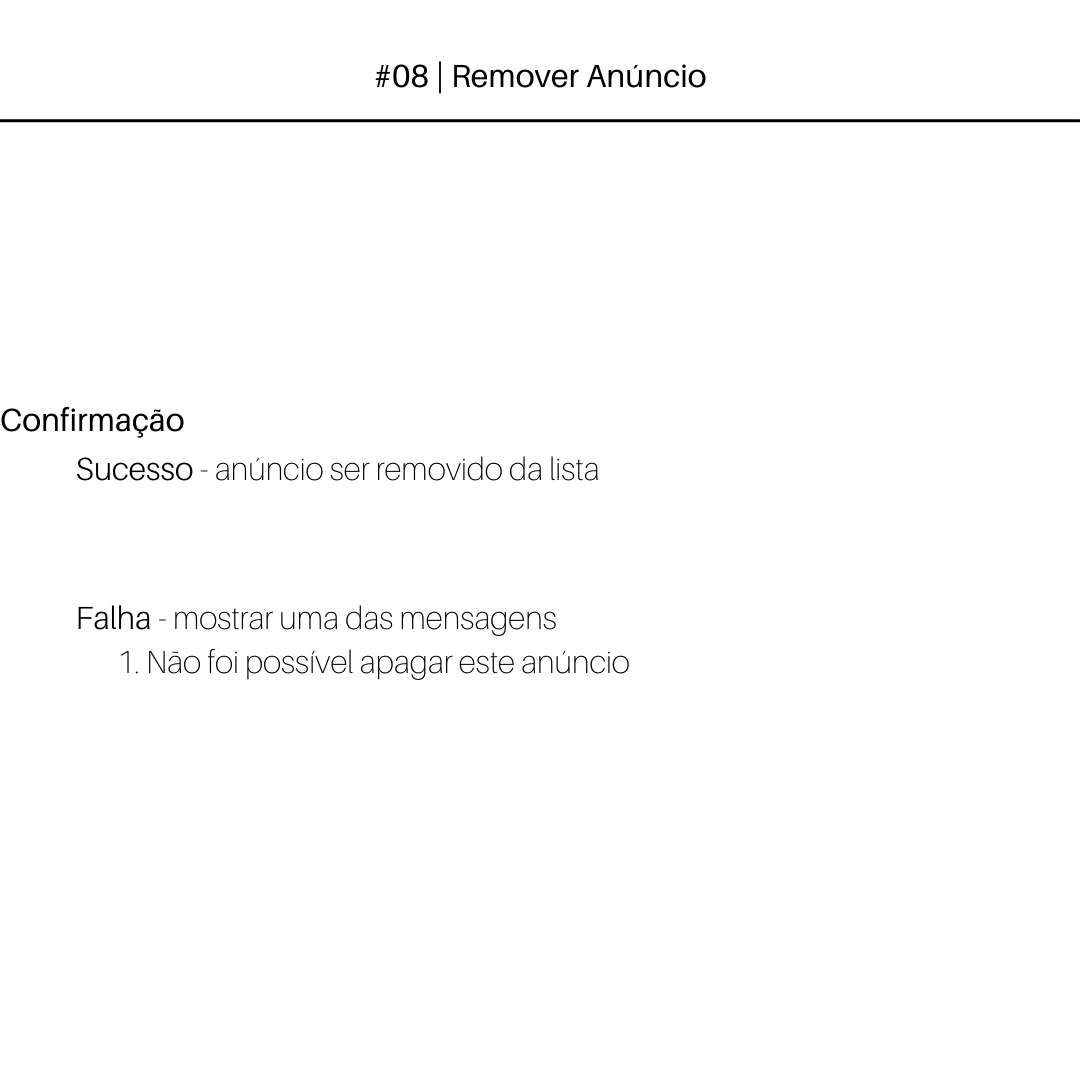 #08 | Remover Anúncio
Confirmação
Sucesso - anúncio ser removido da lista
Falha - mostrar uma das mensagens
1. Não foi possível apagar este anúncio